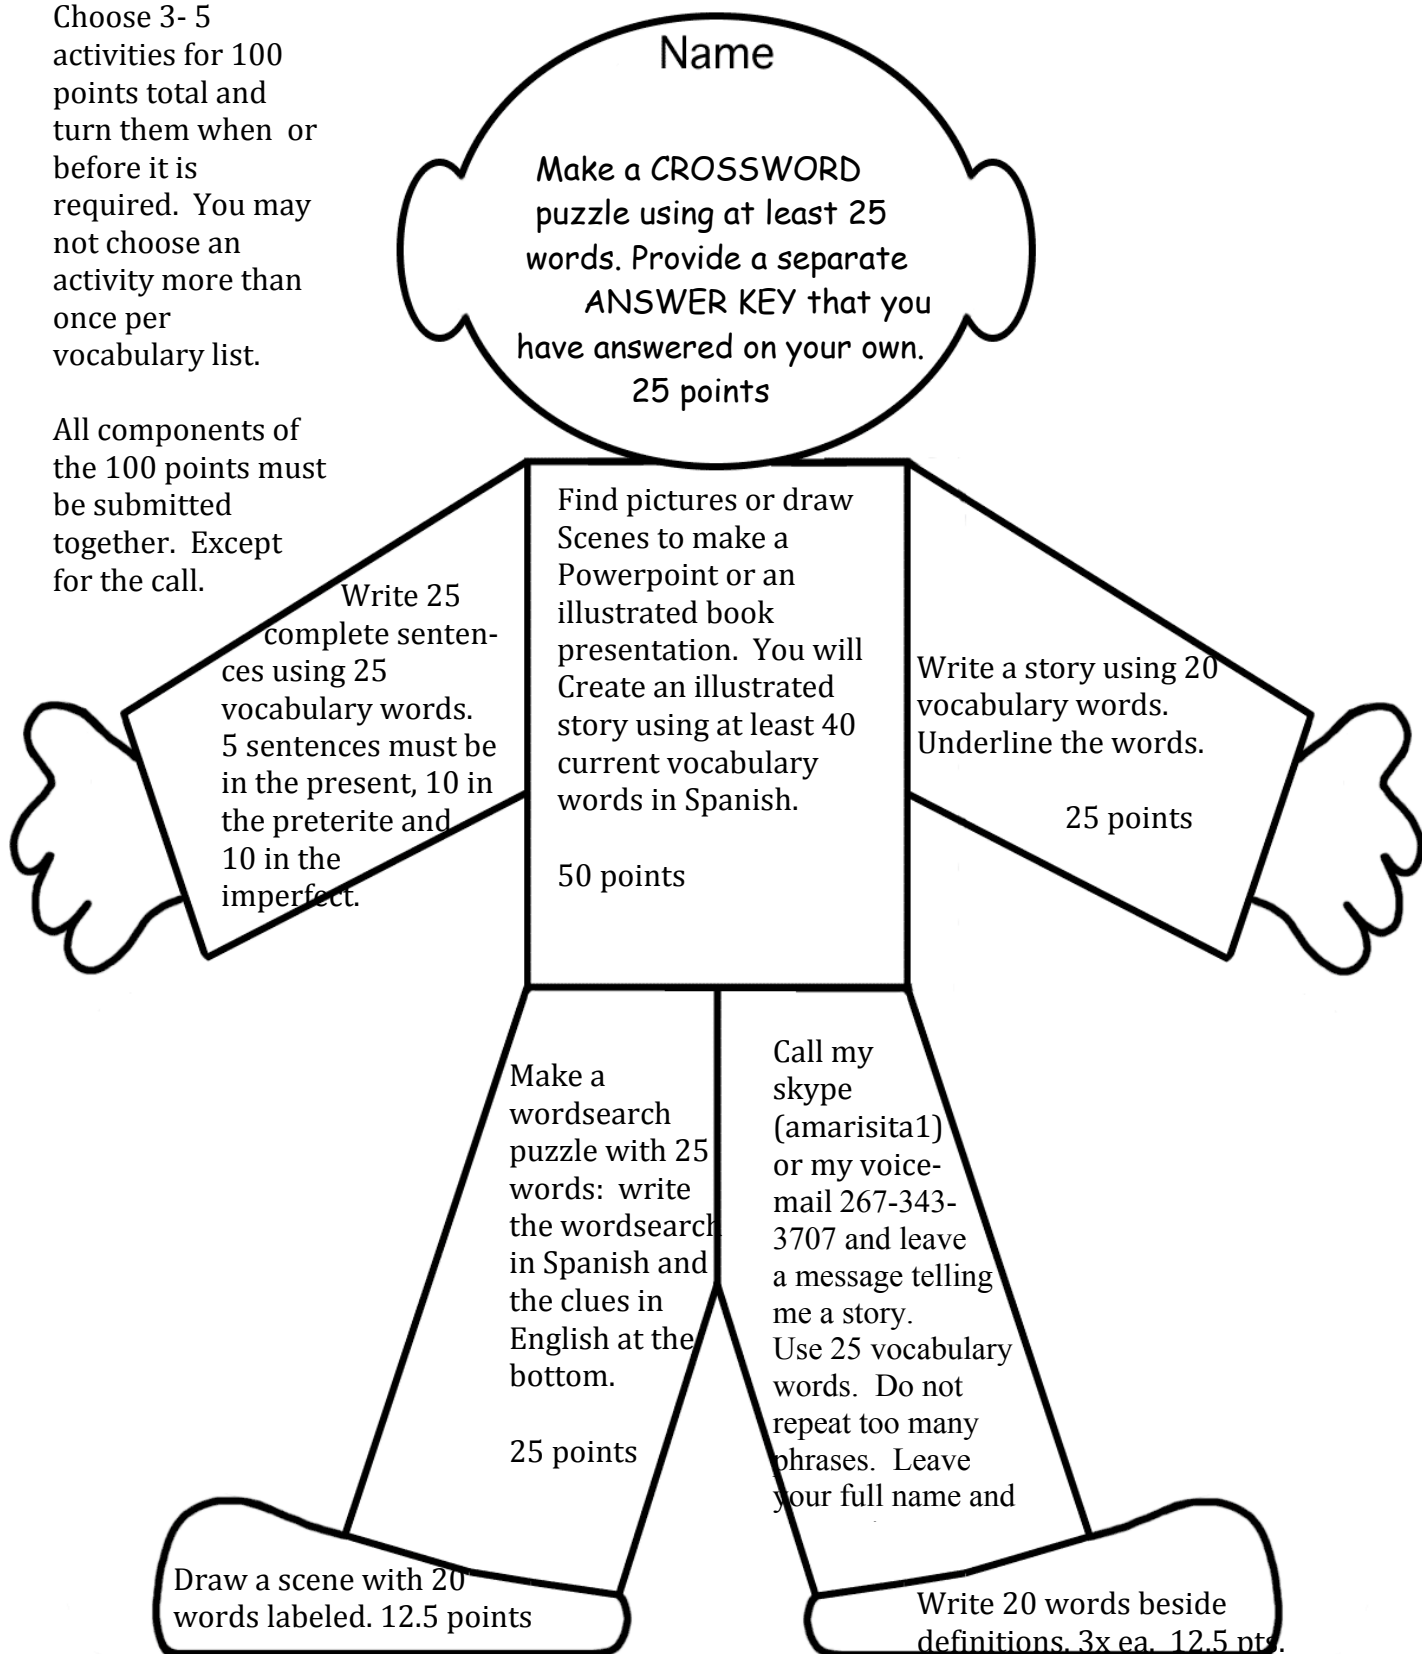 Choose 3- 5
activities for 100
points total and
turn them when  or
before it is
required.  You may
not choose an
activity more than
once per
vocabulary list.
All components of
the 100 points must
be submitted
together.  Except
for the call.
Name
Make a CROSSWORD
puzzle using at least 25
words. Provide a separate
ANSWER KEY that you
have answered on your own.
25 points
Write 25
complete senten-
ces using 25
vocabulary words.
5 sentences must be
in the present, 10 in
the preterite and
10 in the
imperfect.
Find pictures or draw
Scenes to make a
Powerpoint or an
illustrated book
presentation.  You will
Create an illustrated
story using at least 40
current vocabulary
words in Spanish.
50 points
Write a story using 20
vocabulary words.
Underline the words.
25 points
Make a
wordsearch
puzzle with 25
words:  write
the wordsearch
in Spanish and
the clues in
English at the
bottom.
25 points
Call my
skype
(amarisita1)
or my voice-
mail 267-343-
3707 and leave
a message telling
me a story.
Use 25 vocabulary
words.  Do not
repeat too many
phrases.  Leave
your full name and
Draw a scene with 20
words labeled. 12.5 points
Write 20 words beside
definitions. 3x ea.  12.5 pts.